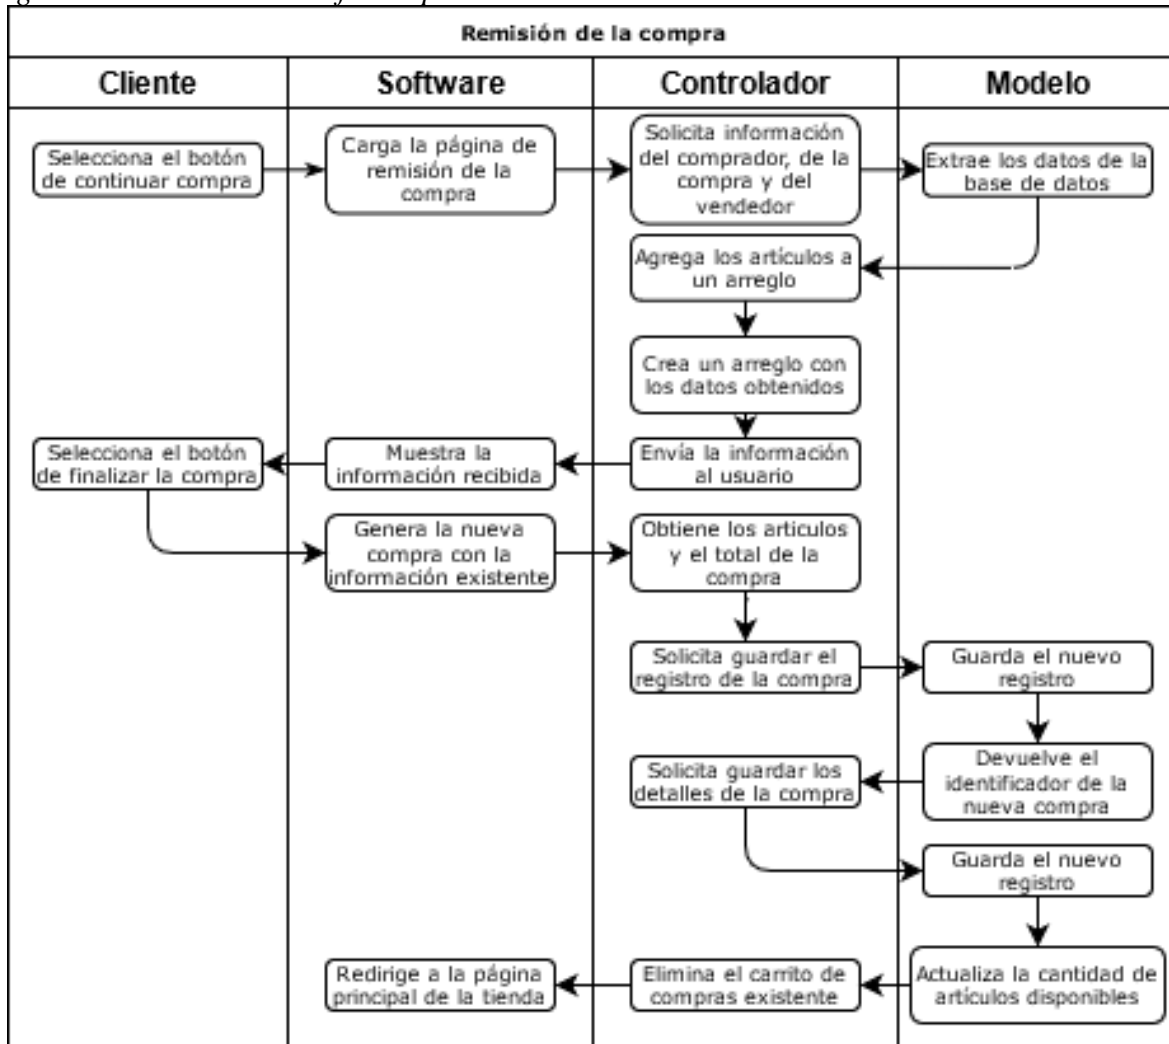 Remisión de la compra
Cliente
Software
Controlador
Modelo
Selecciona el botón
de continuar compra
Carga la página de
remisión de la
compra
Solicita información
del comprador, de la
compra y del
vendedor
Extrae los datos de la
base de datos
Agrega los artículos a
un arreglo
Crea un arreglo con
los datos obtenidos
Envía la información
al usuario
Muestra la
información recibida
Selecciona el botón
de finalizar la compra
Genera la nueva
compra con la
información existente
Obtiene los articulos
y el total de la
compra
Solicita guardar el
registro de la compra
Guarda el nuevo
registro
Devuelve el
identificador de la
nueva compra
Solicita guardar los
detalles de la compra
Guarda el nuevo
registro
Actualiza la cantidad de
artículos disponibles
Elimina el carrito de
compras existente
Redirige a la página
principal de la tienda